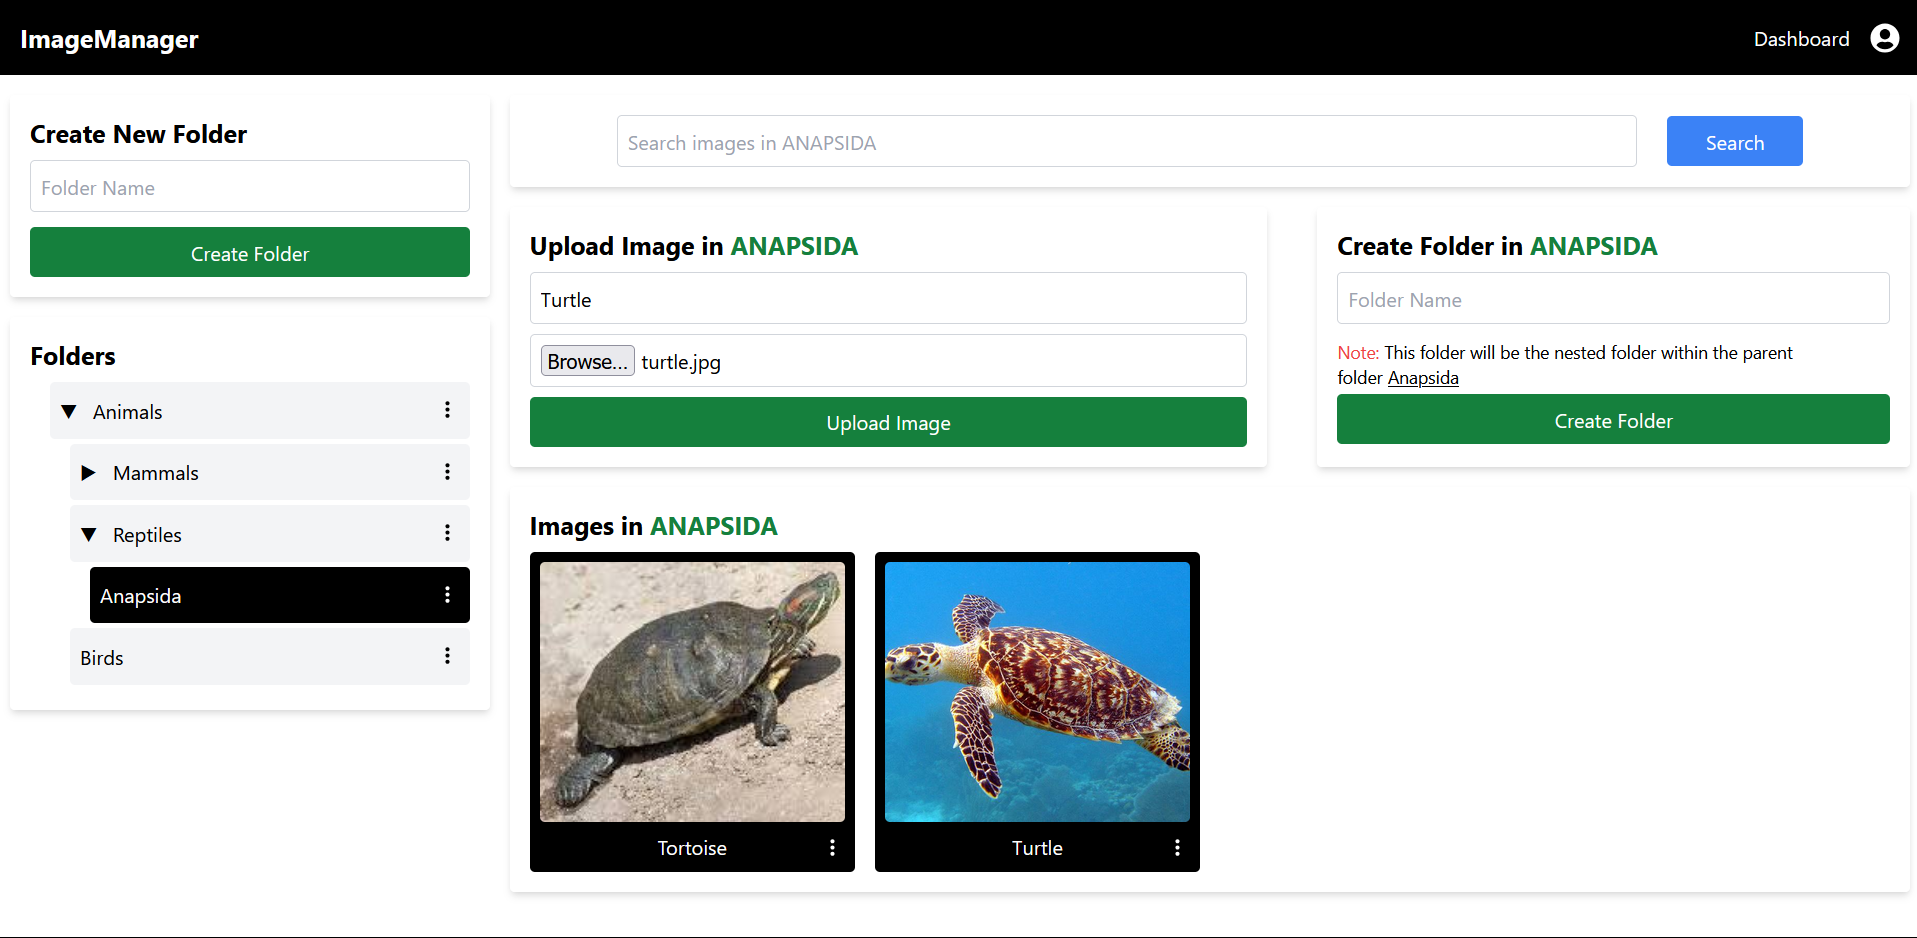 ImageManager
Dashboard
Create New Folder
Folder Name
Create Folder
Folders
Animals
Mammals
Reptiles
Anapsida
Birds
Search images in ANAPSIDA
Search
Upload Image in ANAPSIDA
Turtle
Browse... turtle.jpg
Upload Image
Create Folder in ANAPSIDA
Folder Name
Note: This folder will be the nested folder within the parent
folder Anapsida
Create Folder
Images in ANAPSIDA
Tortoise
Turtle